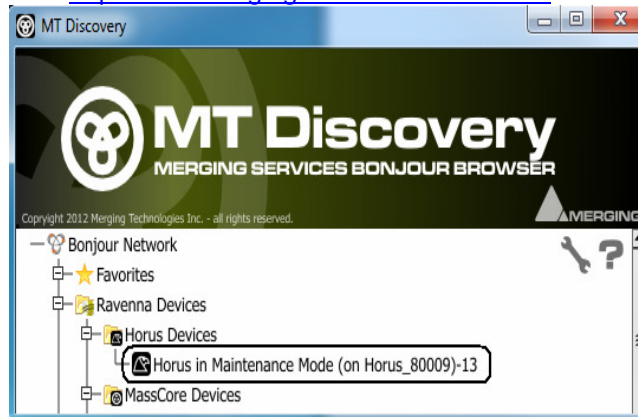 MT Discovery
MT Discovery
MERGING SERVICES BONJOUR BROWSER
Copyright 2012 Merging Technologies Inc. - all rights reserved.
MERGING
Bonjour Network
?
Favorites
Ravenna Devices
Horus Devices
Horus in Maintenance Mode (on Horus_80009)-13
MassCore Devices